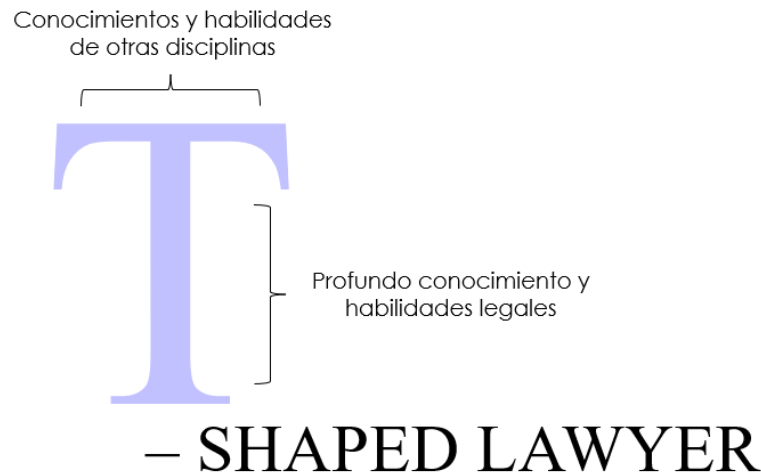 Conocimientos y habilidades
de otras disciplinas
T
Profundo conocimiento y
habilidades legales
– SHAPED LAWYER